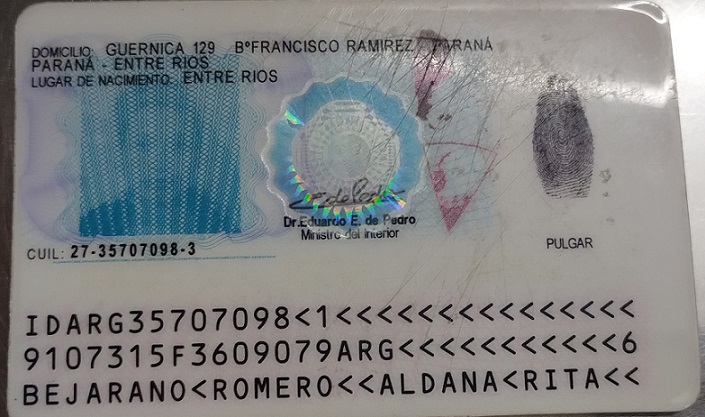 DOMICILIO: GUERNICA 129 BºFRANCISCO RAMIREZ PARANÁ
PARANÁ - ENTRE RIOS
LUGAR DE NACIMIENTO: ENTRE RIOS
Dr.Eduardo E. de Pedro
Ministro del Interior
CUIL: 27-35707098-3
PULGAR
IDARG35707098<1<<<<<<<<<<<<<<<
9107315F3609079ARG<<<<<<<<<<<6
BEJARANO<ROMERO<<ALDANA<RITA<<